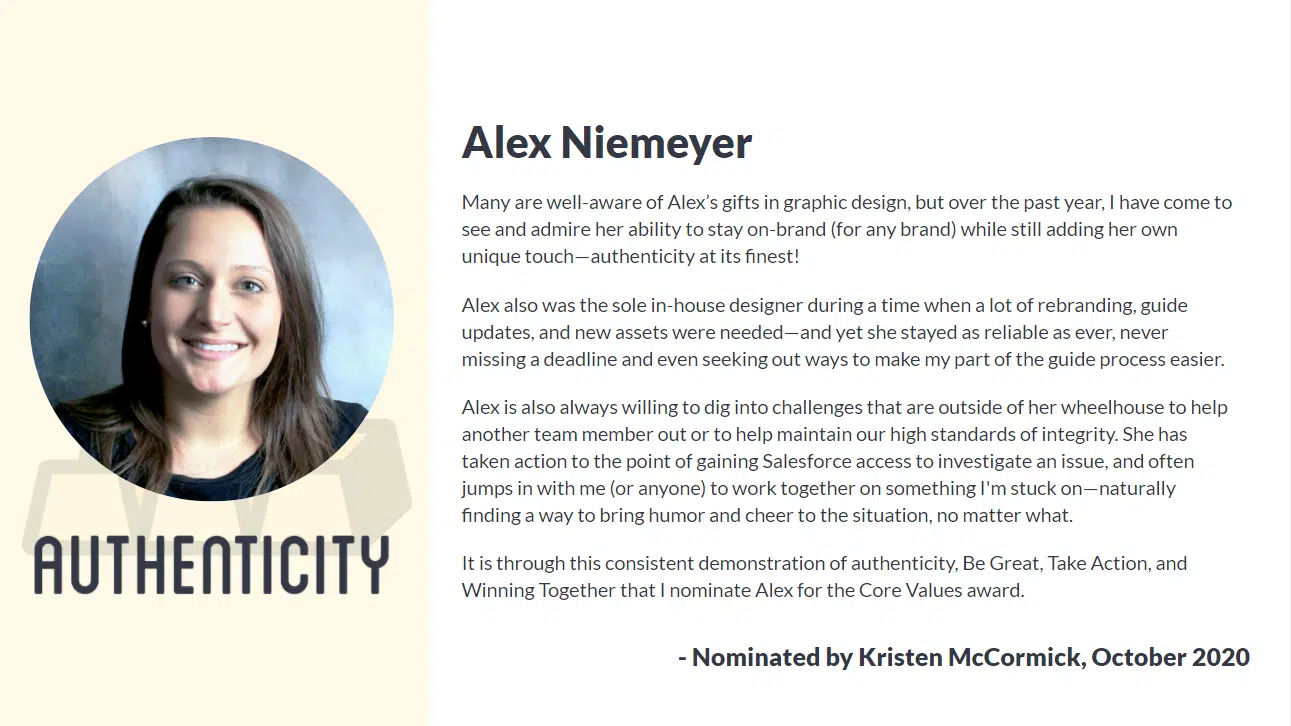 Alex Niemeyer
Many are well-aware of Alex’s gifts in graphic design, but over the past year, I have come to
see and admire her ability to stay on-brand (for any brand) while still adding her own
unique touch—authenticity at its finest!
Alex also was the sole in-house designer during a time when a lot of rebranding, guide
updates, and new assets were needed—and yet she stayed as reliable as ever, never
missing a deadline and even seeking out ways to make my part of the guide process easier.
Alex is also always willing to dig into challenges that are outside of her wheelhouse to help
another team member out or to help maintain our high standards of integrity. She has
taken action to the point of gaining Salesforce access to investigate an issue, and often
jumps in with me (or anyone) to work together on something I'm stuck on—naturally
finding a way to bring humor and cheer to the situation, no matter what.
It is through this consistent demonstration of authenticity, Be Great, Take Action, and
Winning Together that I nominate Alex for the Core Values award.
- Nominated by Kristen McCormick, October 2020
AUTHENTICITY